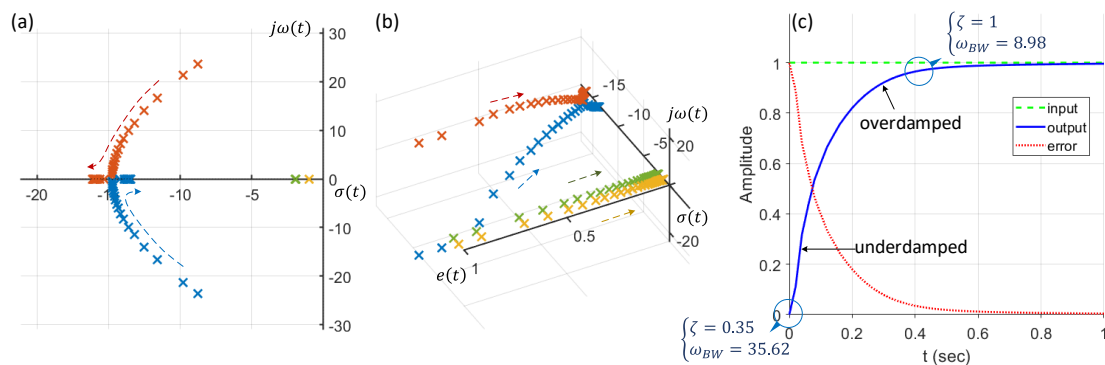 (a)
jω(t)
30
20
10
0
-10
-20
-30
-20
-15
-10
-5
σ(t)
(b)
-15
-10
-5
jω(t)
20
σ(t)
-20
0.5
1
e(t)
(c)
{ζ = 1
ω_BW = 8.98
1
0.8
0.6
0.4
0.2
0
Amplitude
input
output
error
overdamped
underdamped
{ζ = 0.35
ω_BW = 35.62
0
0.2
0.4
0.6
0.8
1
t (sec)